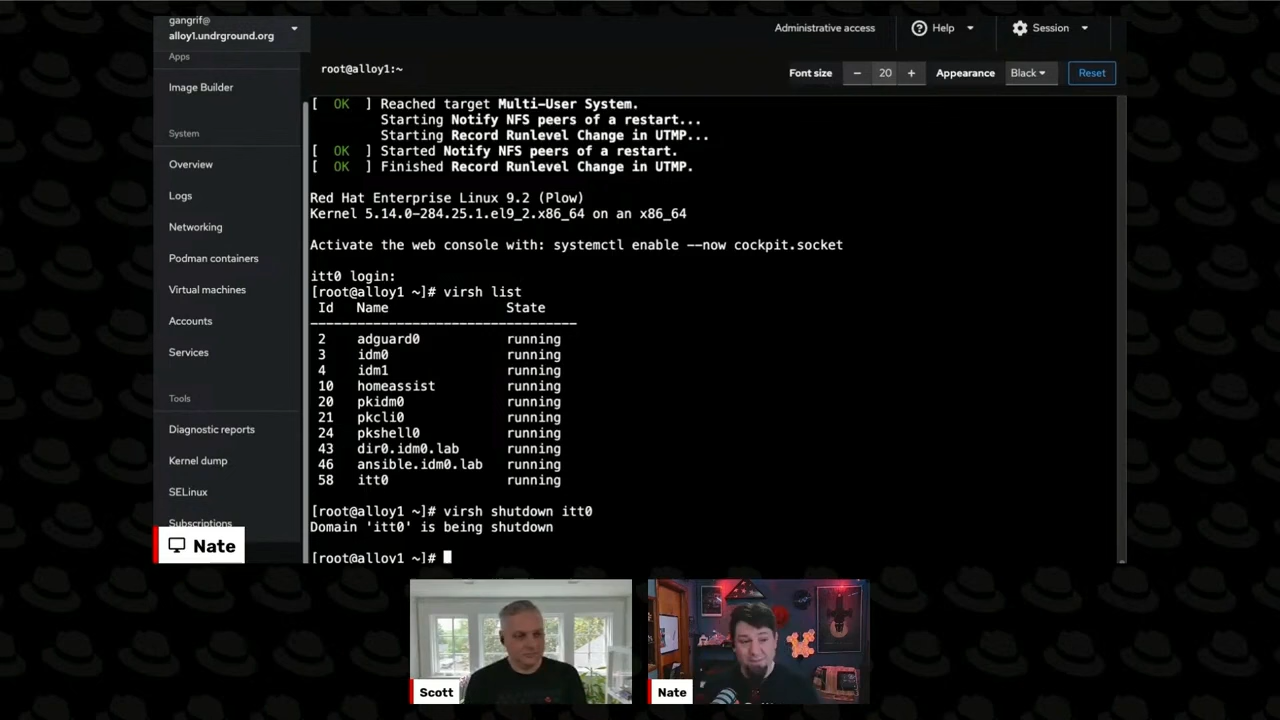 gangrif@
alloy1.undrground.org
Administrative access
Help
Session
Apps
root@alloy1:~
Font size
20
Appearance
Black
Reset
Image Builder
System
Overview
Logs
Networking
Podman containers
Virtual machines
Accounts
Services
Tools
Diagnostic reports
Kernel dump
SELinux
Subscriptions
[  OK  ] Reached target Multi-User System.
Starting Notify NFS peers of a restart...
Starting Record Runlevel Change in UTMP...
[  OK  ] Started Notify NFS peers of a restart.
[  OK  ] Finished Record Runlevel Change in UTMP.
Red Hat Enterprise Linux 9.2 (Plow)
Kernel 5.14.0-284.25.1.el9_2.x86_64 on an x86_64
Activate the web console with: systemctl enable --now cockpit.socket
itt0 login:
[root@alloy1 ~]# virsh list
Id   Name   State
------------------------------------
2    adguard0   running
3    idm0   running
4    idm1   running
10   homeassist   running
20   pkidm0   running
21   pkcli0   running
24   pkshell0   running
43   dir0.idm0.lab   running
46   ansible.idm0.lab   running
58   itt0   running
[root@alloy1 ~]# virsh shutdown itt0
Domain 'itt0' is being shutdown
[root@alloy1 ~]#
Nate
Scott
Nate